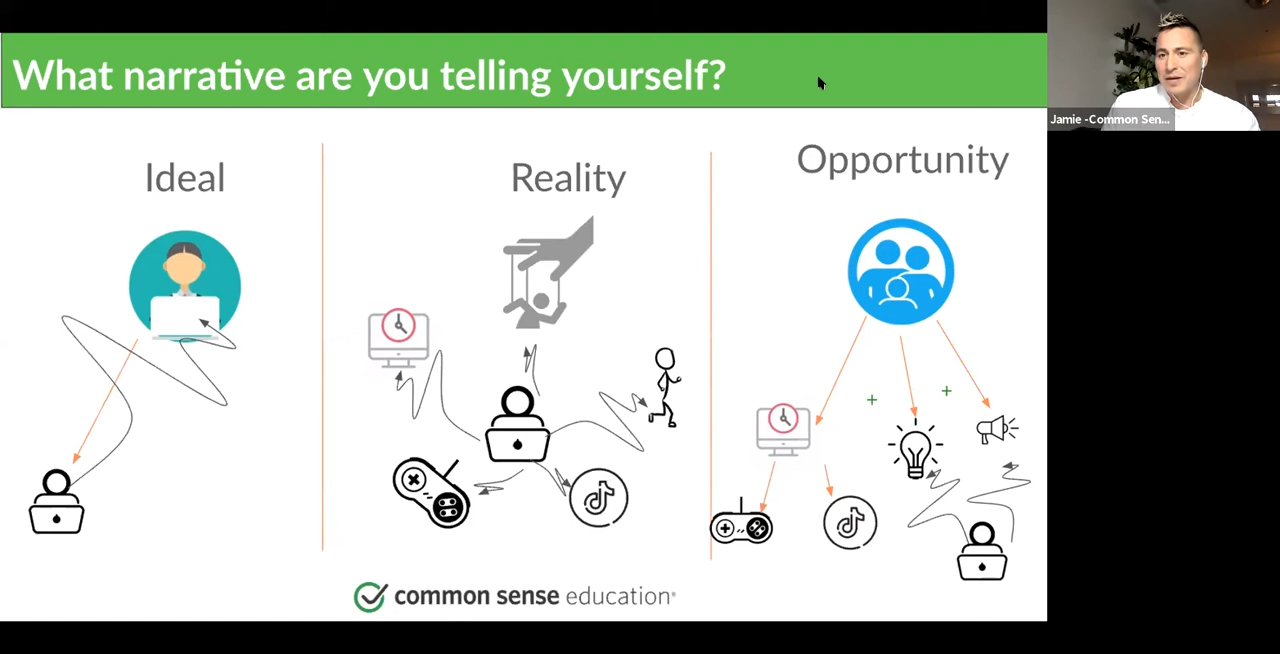 What narrative are you telling yourself?
Jamie -Common Sen...
Ideal
Reality
Opportunity
common sense education